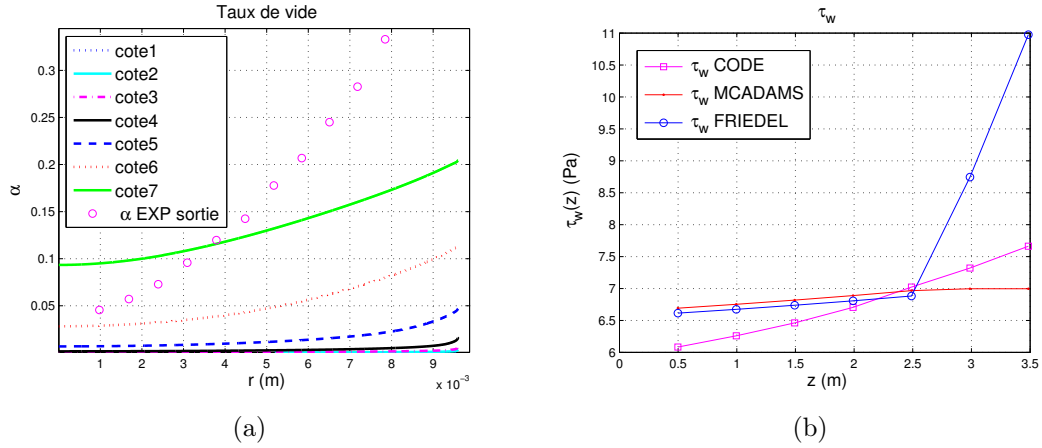 Taux de vide
0.3
0.25
0.2
0.15
0.1
0.05
α
cote1
cote2
cote3
cote4
cote5
cote6
cote7
α EXP sortie
1 2 3 4 5 6 7 8 9
x 10⁻³
r (m)
(a)
τw
11
10.5
10
9.5
9
8.5
8
7.5
7
6.5
6
τw(z) (Pa)
τw CODE
τw MCADAMS
τw FRIEDEL
0 0.5 1 1.5 2 2.5 3 3.5
z (m)
(b)